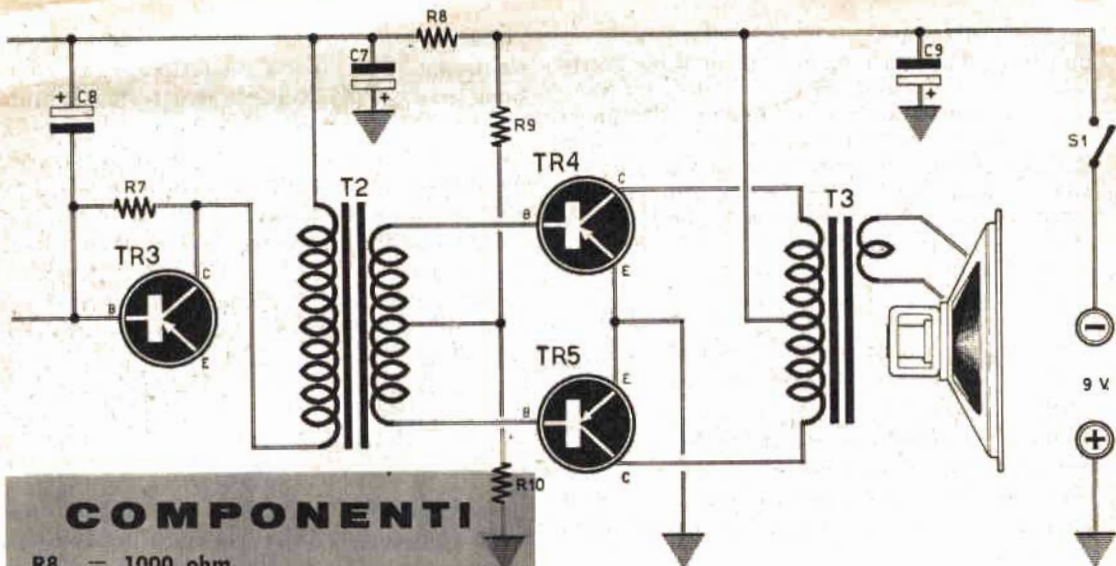 R8
C7
C9
+
+
+ C8
R9
S1
R7
TR4
C
T2
T3
B
TR3
C
E
B
E
TR5
E
−
B
9 V.
C
+
R10
COMPONENTI
R8 — 1000 ohm